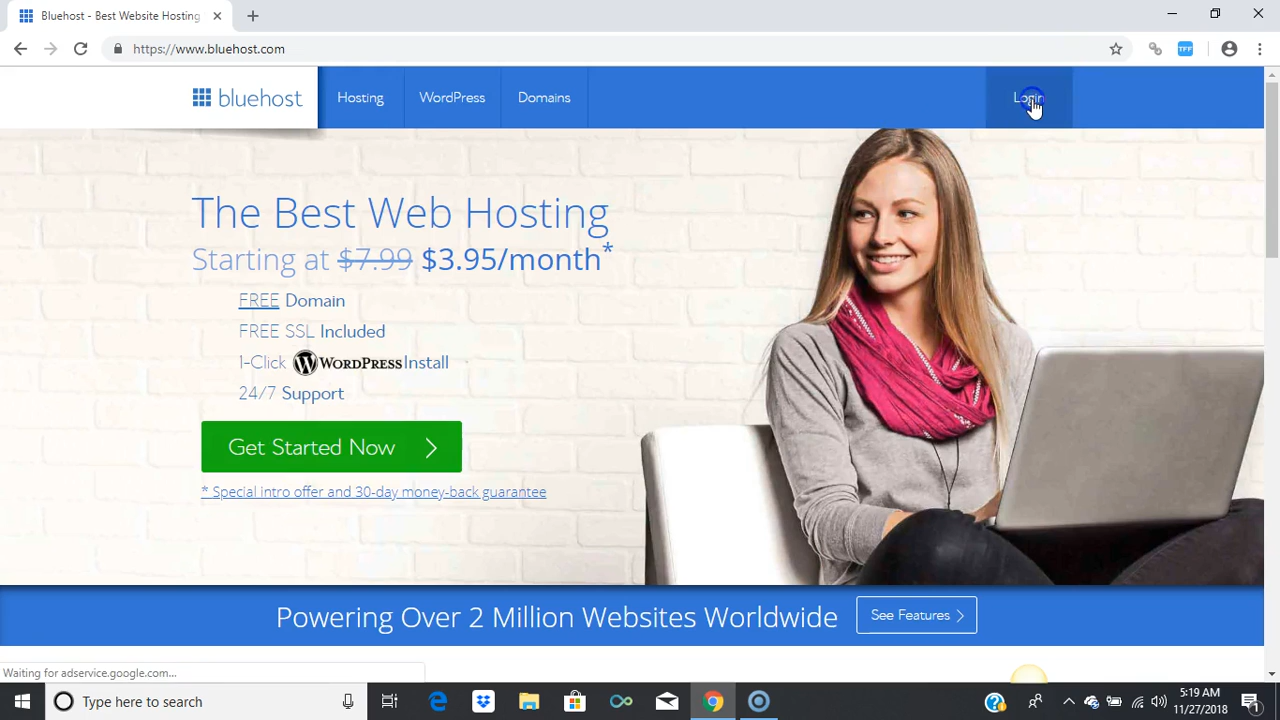 Bluehost - Best Website Hosting
https://www.bluehost.com
TFF
bluehost
Hosting
WordPress
Domains
Login
The Best Web Hosting
Starting at $7.99 $3.95/month*
FREE Domain
FREE SSL Included
1-Click WORDPRESS Install
24/7 Support
Get Started Now
* Special intro offer and 30-day money-back guarantee
Powering Over 2 Million Websites Worldwide
See Features
Waiting for adservice.google.com...
Type here to search
5:19 AM
11/27/2018
1